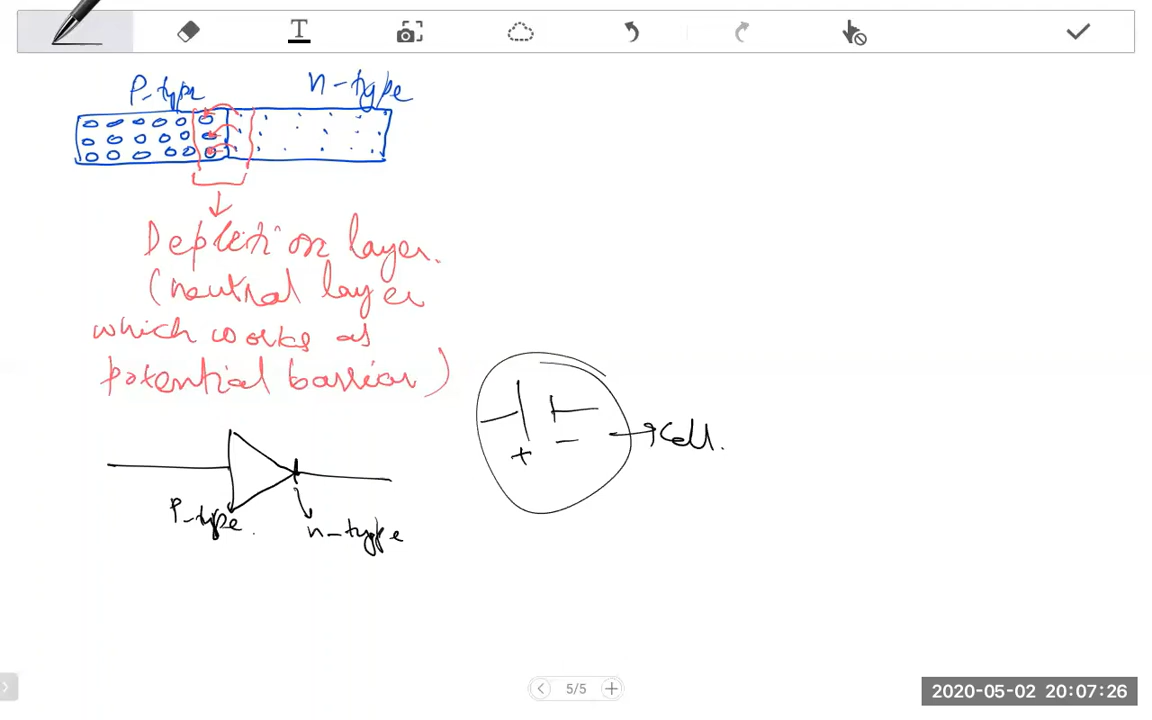 T
P-type n-type
Depletion layer.
(neutral layer
which works as
potential barrier)
+ −
Cell.
P-type.
n-type
5/5
2020-05-02 20:07:26